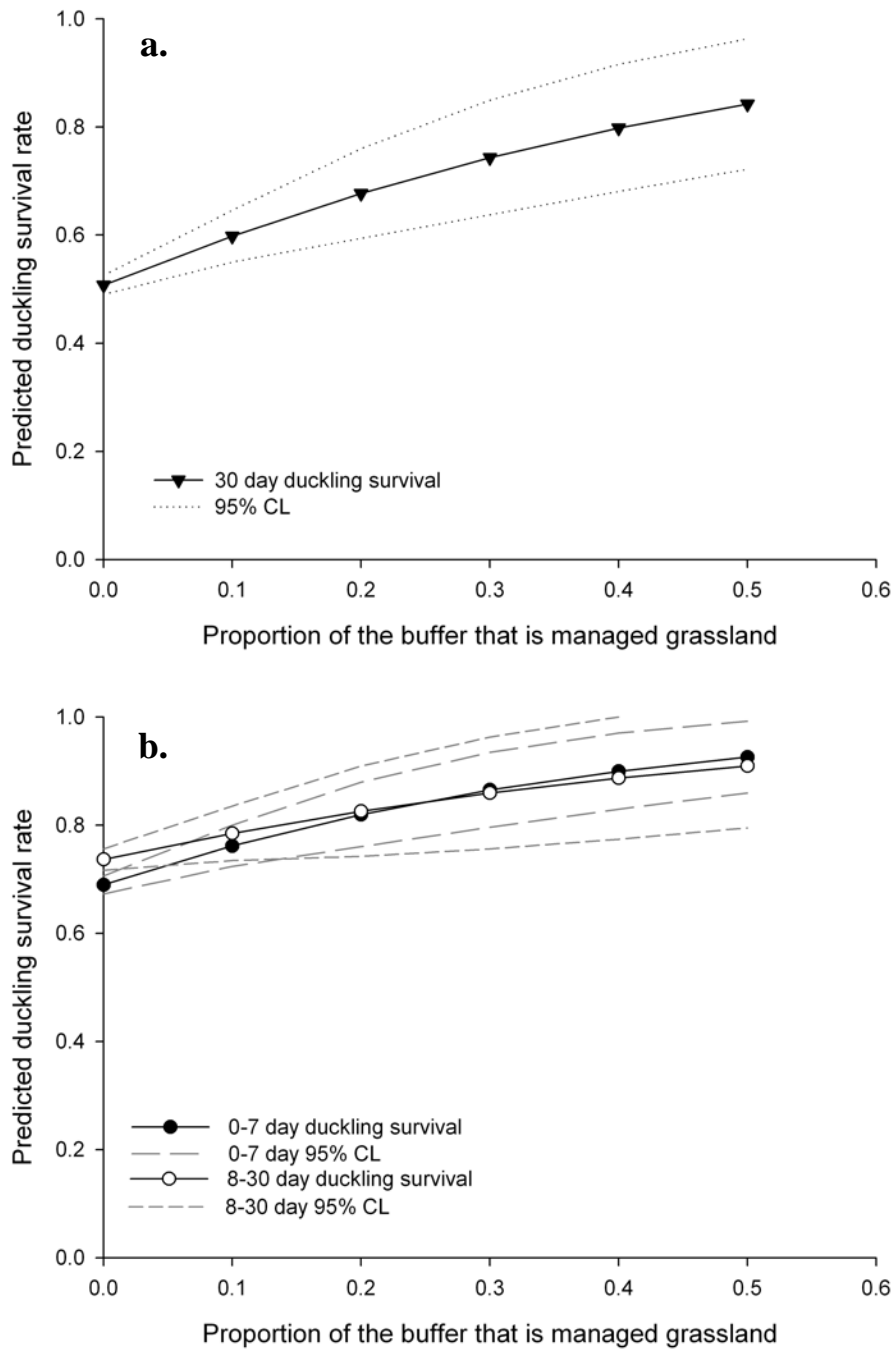 a.
Predicted duckling survival rate
1.0
0.8
0.6
0.4
0.2
0.0
30 day duckling survival
95% CL
0.0 0.1 0.2 0.3 0.4 0.5 0.6
Proportion of the buffer that is managed grassland
b.
Predicted duckling survival rate
1.0
0.8
0.6
0.4
0.2
0.0
0-7 day duckling survival
0-7 day 95% CL
8-30 day duckling survival
8-30 day 95% CL
0.0 0.1 0.2 0.3 0.4 0.5 0.6
Proportion of the buffer that is managed grassland